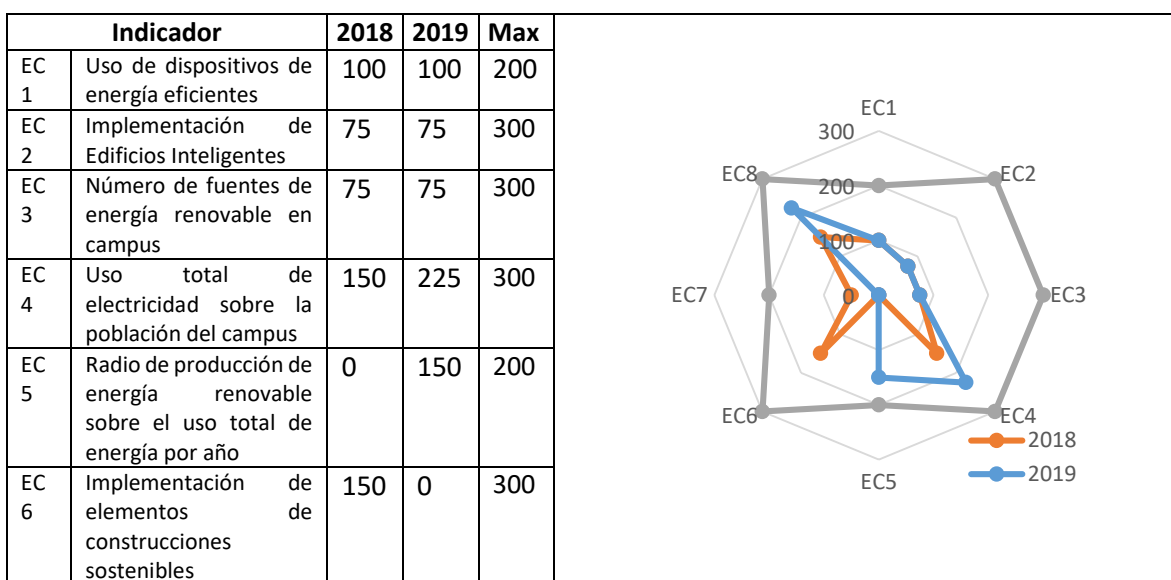 Indicador 2018 2019 Max
EC 1 Uso de dispositivos de energía eficientes 100 100 200
EC 2 Implementación de Edificios Inteligentes 75 75 300
EC 3 Número de fuentes de energía renovable en campus 75 75 300
EC 4 Uso total de electricidad sobre la población del campus 150 225 300
EC 5 Radio de producción de energía renovable sobre el uso total de energía por año 0 150 200
EC 6 Implementación de elementos de construcciones sostenibles 150 0 300
EC1
300
EC8
200
EC2
100
EC7
0
EC3
EC6
EC4
2018
2019
EC5